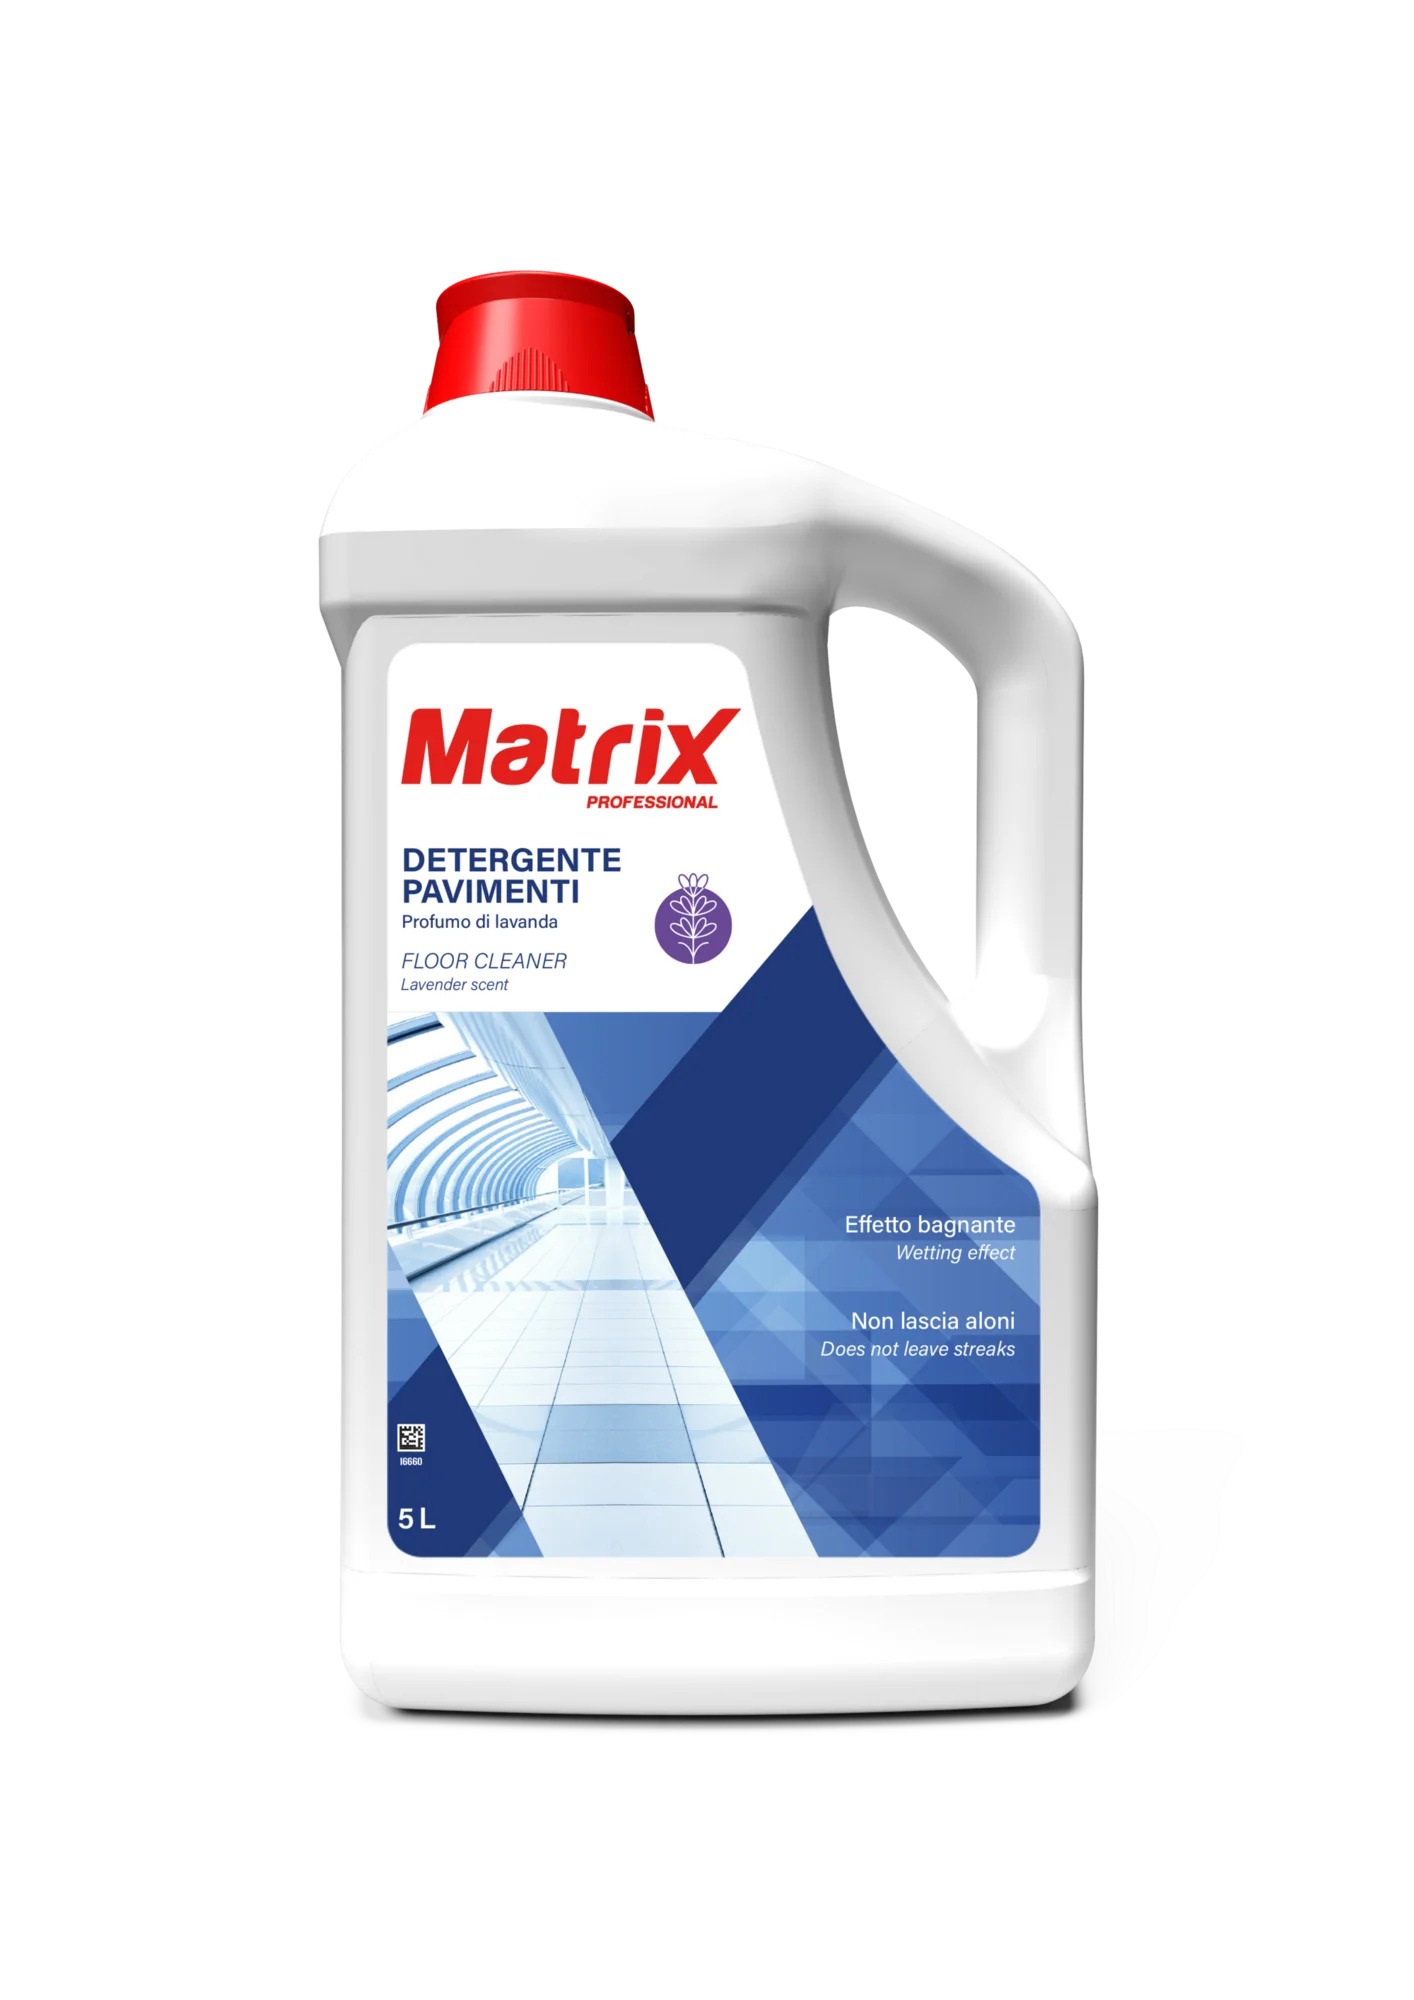 Matrix
PROFESSIONAL
DETERGENTE
PAVIMENTI
Profumo di lavanda
FLOOR CLEANER
Lavender scent
Effetto bagnante
Wetting effect
Non lascia aloni
Does not leave streaks
I6660
5 L